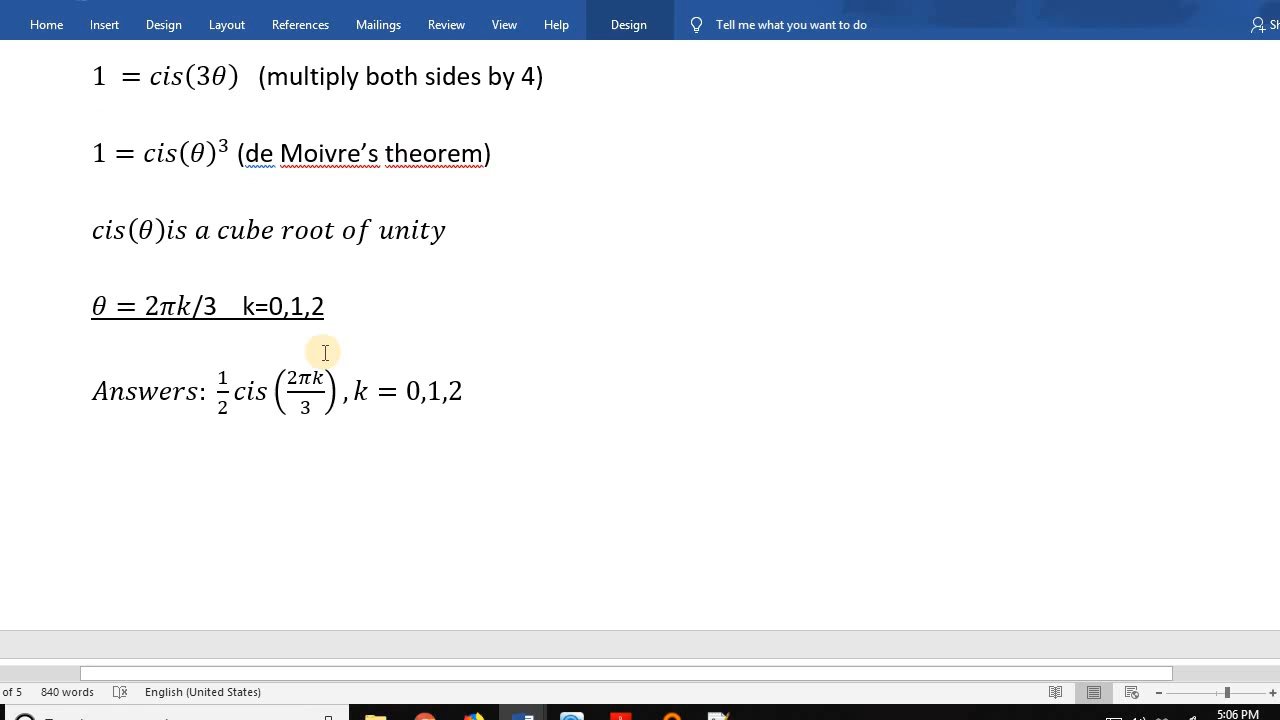 Home Insert Design Layout References Mailings Review View Help Design Tell me what you want to do
1 = 𝑐𝑖𝑠(3𝜃) (multiply both sides by 4)
1 = 𝑐𝑖𝑠(𝜃)³ (de Moivre’s theorem)
𝑐𝑖𝑠(𝜃)𝑖𝑠 𝑎 𝑐𝑢𝑏𝑒 𝑟𝑜𝑜𝑡 𝑜𝑓 𝑢𝑛𝑖𝑡𝑦
𝜃 = 2𝜋𝑘/3 k=0,1,2
𝐴𝑛𝑠𝑤𝑒𝑟𝑠: 1/2 𝑐𝑖𝑠(2𝜋𝑘/3), 𝑘 = 0,1,2
of 5 840 words English (United States)
5:06 PM